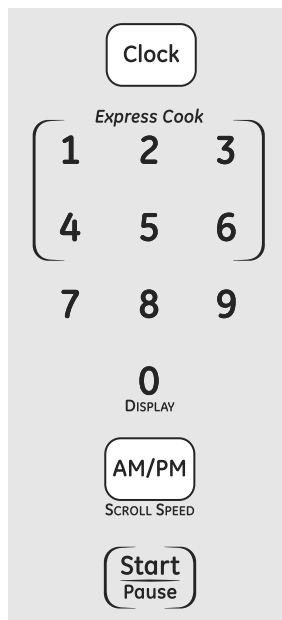 Clock
Express Cook
1 2 3
4 5 6
7 8 9
0
DISPLAY
AM/PM
SCROLL SPEED
Start
Pause